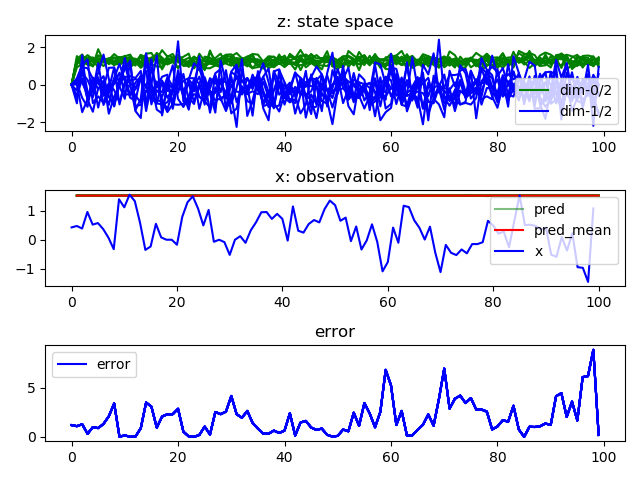 z: state space
2
0
−2
dim-0/2
dim-1/2
0 20 40 60 80 100
x: observation
1
0
−1
pred
pred_mean
x
0 20 40 60 80 100
error
5
0
error
0 20 40 60 80 100